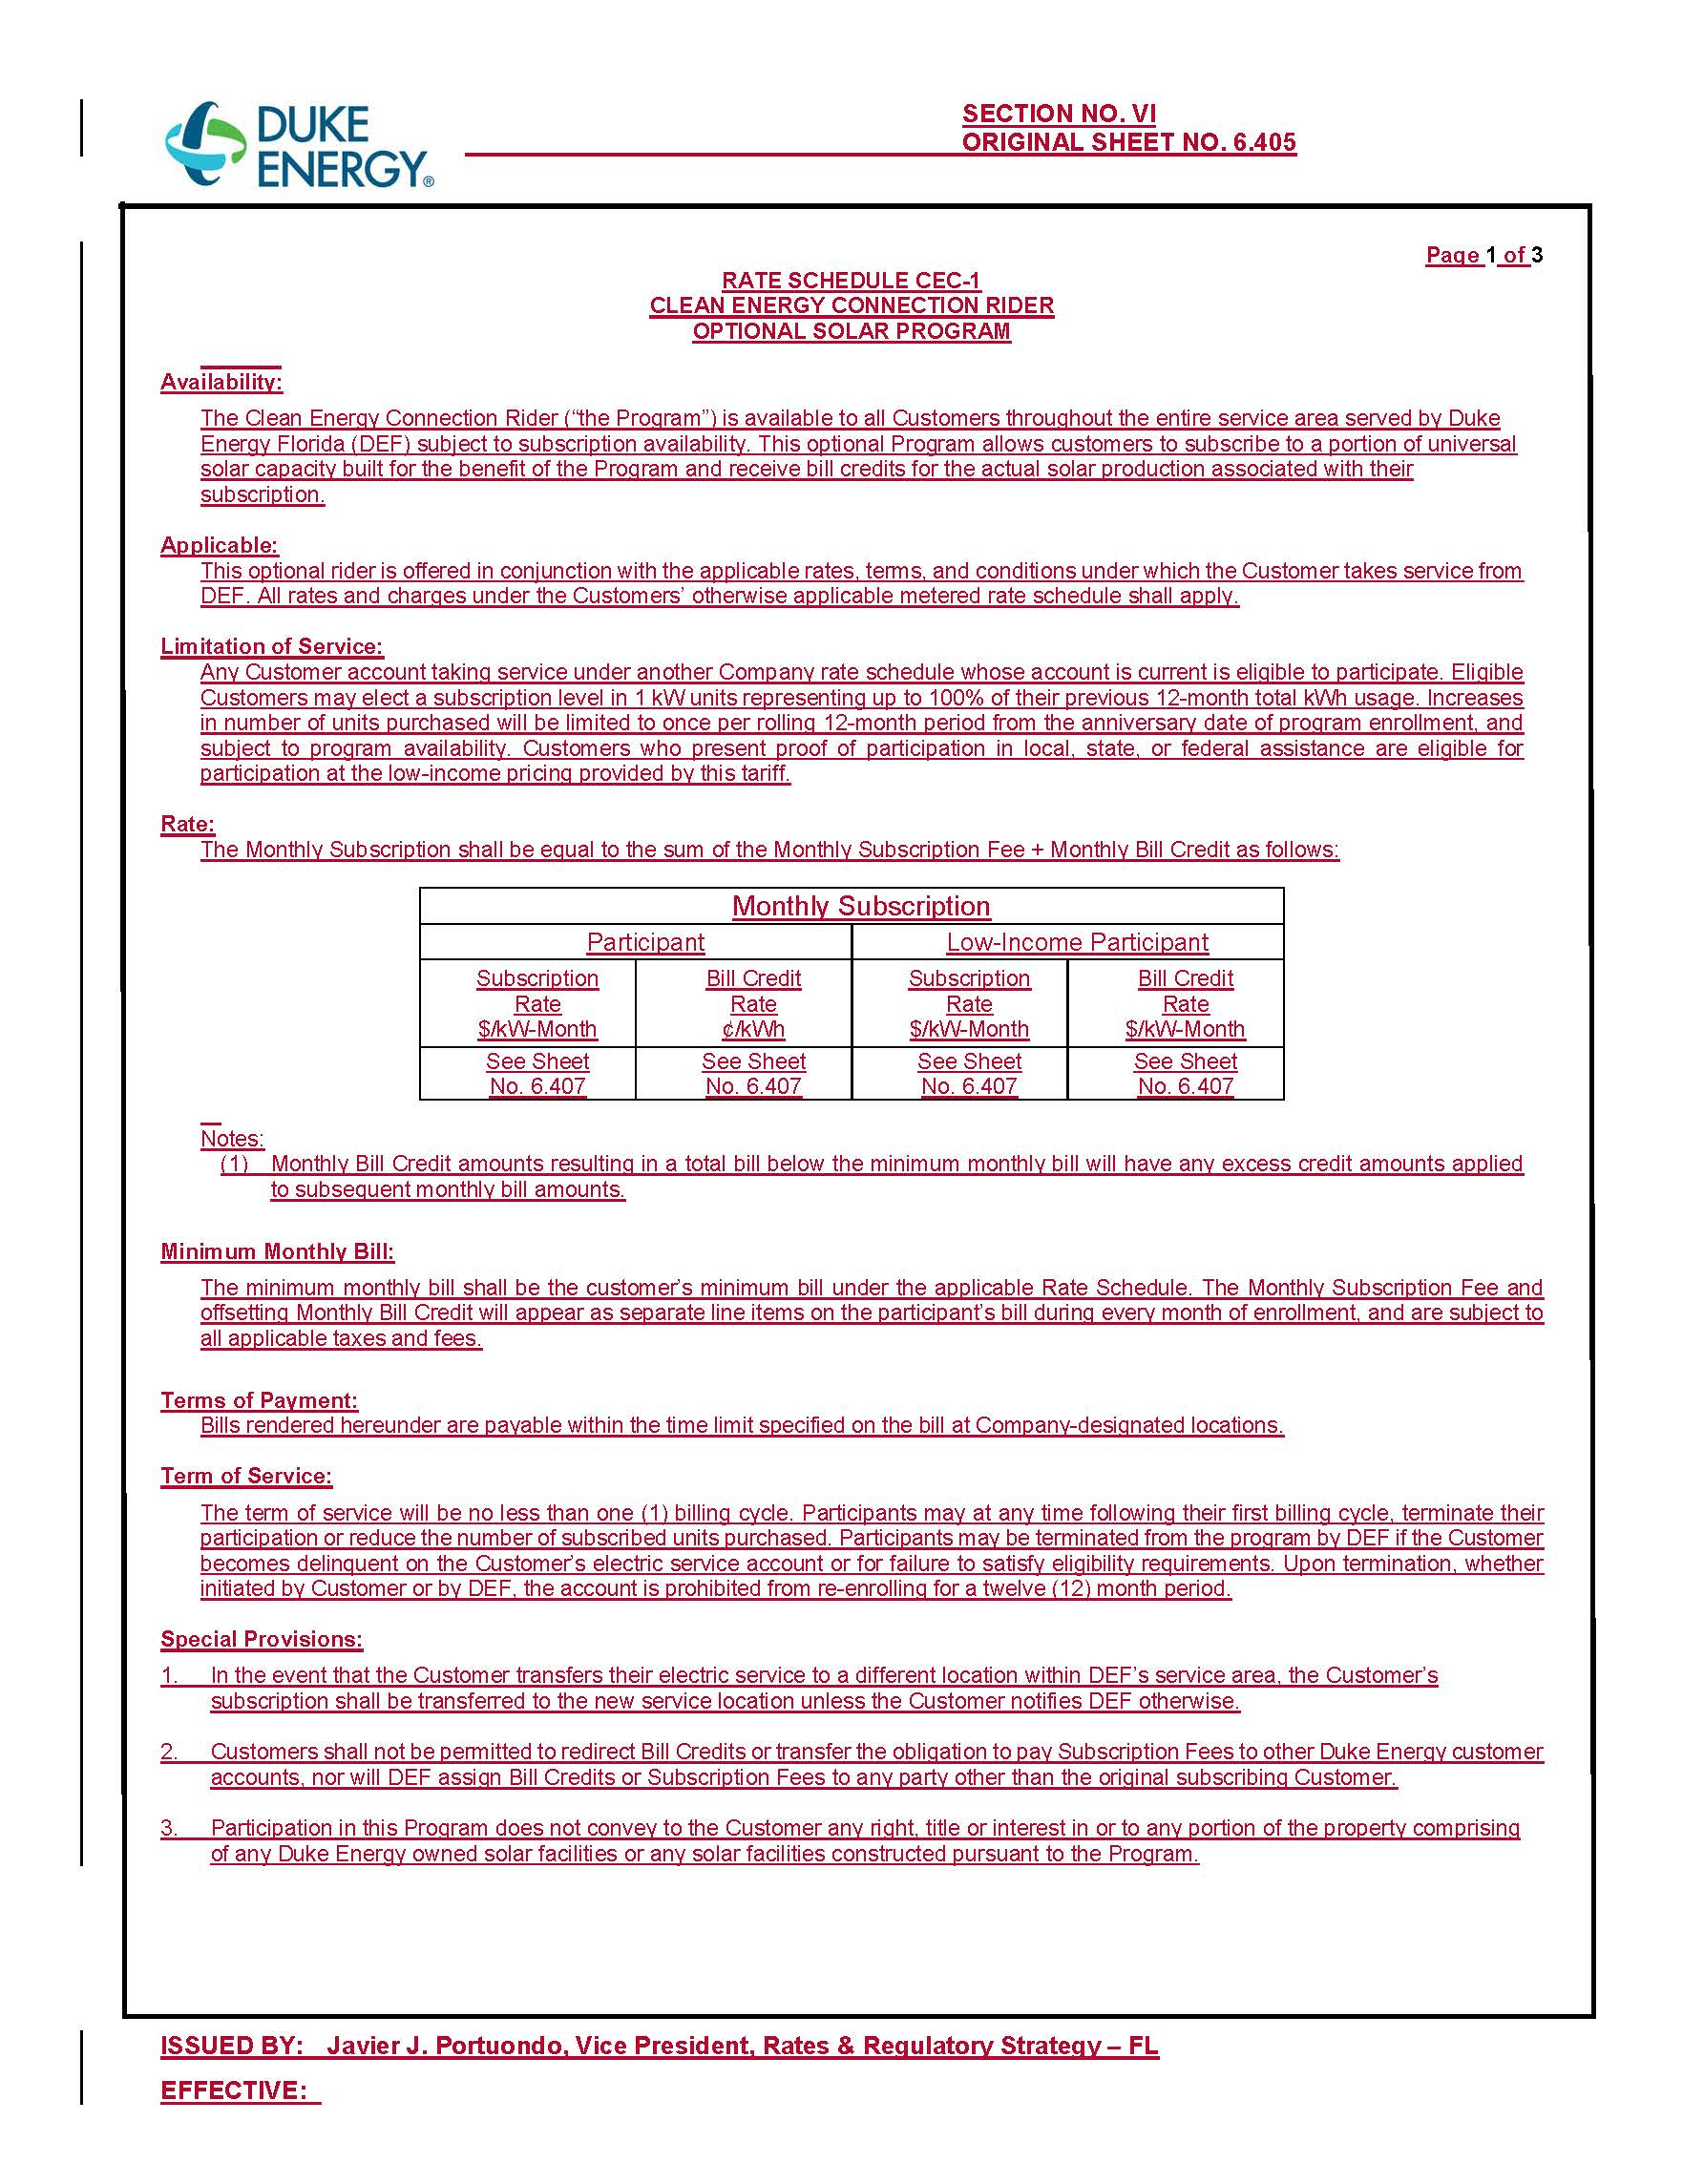 DUKE
ENERGY®
SECTION NO. VI
ORIGINAL SHEET NO. 6.405
Page 1 of 3
RATE SCHEDULE CEC-1
CLEAN ENERGY CONNECTION RIDER
OPTIONAL SOLAR PROGRAM
Availability:
The Clean Energy Connection Rider (“the Program”) is available to all Customers throughout the entire service area served by Duke
Energy Florida (DEF) subject to subscription availability. This optional Program allows customers to subscribe to a portion of universal
solar capacity built for the benefit of the Program and receive bill credits for the actual solar production associated with their
subscription.
Applicable:
This optional rider is offered in conjunction with the applicable rates, terms, and conditions under which the Customer takes service from
DEF. All rates and charges under the Customers’ otherwise applicable metered rate schedule shall apply.
Limitation of Service:
Any Customer account taking service under another Company rate schedule whose account is current is eligible to participate. Eligible
Customers may elect a subscription level in 1 kW units representing up to 100% of their previous 12-month total kWh usage. Increases
in number of units purchased will be limited to once per rolling 12-month period from the anniversary date of program enrollment, and
subject to program availability. Customers who present proof of participation in local, state, or federal assistance are eligible for
participation at the low-income pricing provided by this tariff.
Rate:
The Monthly Subscription shall be equal to the sum of the Monthly Subscription Fee + Monthly Bill Credit as follows:
Monthly Subscription
Participant Low-Income Participant
Subscription Bill Credit Subscription Bill Credit
Rate Rate Rate Rate
$/kW-Month ¢/kWh $/kW-Month $/kW-Month
See Sheet See Sheet See Sheet See Sheet
No. 6.407 No. 6.407 No. 6.407 No. 6.407
Notes:
(1) Monthly Bill Credit amounts resulting in a total bill below the minimum monthly bill will have any excess credit amounts applied
to subsequent monthly bill amounts.
Minimum Monthly Bill:
The minimum monthly bill shall be the customer’s minimum bill under the applicable Rate Schedule. The Monthly Subscription Fee and
offsetting Monthly Bill Credit will appear as separate line items on the participant’s bill during every month of enrollment, and are subject to
all applicable taxes and fees.
Terms of Payment:
Bills rendered hereunder are payable within the time limit specified on the bill at Company-designated locations.
Term of Service:
The term of service will be no less than one (1) billing cycle. Participants may at any time following their first billing cycle, terminate their
participation or reduce the number of subscribed units purchased. Participants may be terminated from the program by DEF if the Customer
becomes delinquent on the Customer’s electric service account or for failure to satisfy eligibility requirements. Upon termination, whether
initiated by Customer or by DEF, the account is prohibited from re-enrolling for a twelve (12) month period.
Special Provisions:
1. In the event that the Customer transfers their electric service to a different location within DEF’s service area, the Customer’s
subscription shall be transferred to the new service location unless the Customer notifies DEF otherwise.
2. Customers shall not be permitted to redirect Bill Credits or transfer the obligation to pay Subscription Fees to other Duke Energy customer
accounts, nor will DEF assign Bill Credits or Subscription Fees to any party other than the original subscribing Customer.
3. Participation in this Program does not convey to the Customer any right, title or interest in or to any portion of the property comprising
of any Duke Energy owned solar facilities or any solar facilities constructed pursuant to the Program.
ISSUED BY: Javier J. Portuondo, Vice President, Rates & Regulatory Strategy – FL
EFFECTIVE: